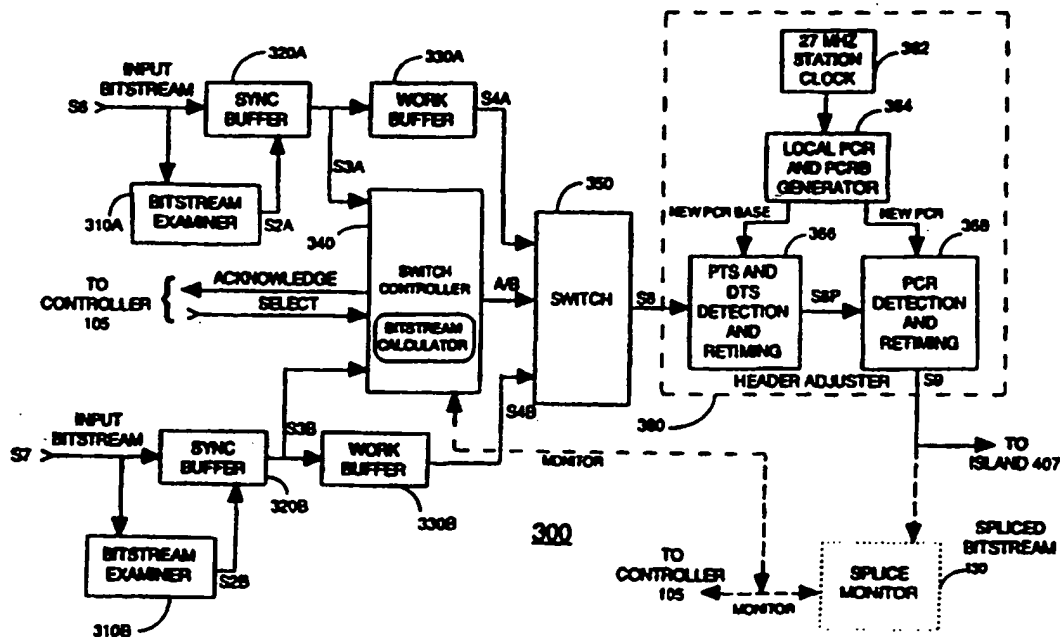 320A
330A
INPUT
BITSTREAM
S6
SYNC
BUFFER
WORK
BUFFER
S4A
S3A
BITSTREAM
EXAMINER
310A
S2A
340
350
27 MHZ
STATION
CLOCK
362
364
LOCAL PCR
AND PCRB
GENERATOR
NEW PCR BASE
NEW PCR
366
368
TO
CONTROLLER
105
ACKNOWLEDGE
SELECT
SWITCH
CONTROLLER
BITSTREAM
CALCULATOR
A/B
SWITCH
S8
PTS AND
DTS
DETECTION
AND
RETIMING
S8P
PCR
DETECTION
AND
RETIMING
HEADER ADJUSTER
S9
360
INPUT
BITSTREAM
S7
SYNC
BUFFER
320B
S3B
WORK
BUFFER
330B
S4B
MONITOR
TO
ISLAND 407
BITSTREAM
EXAMINER
S2B
310B
300
TO
CONTROLLER
105
MONITOR
SPLICED
BITSTREAM
SPLICE
MONITOR
130